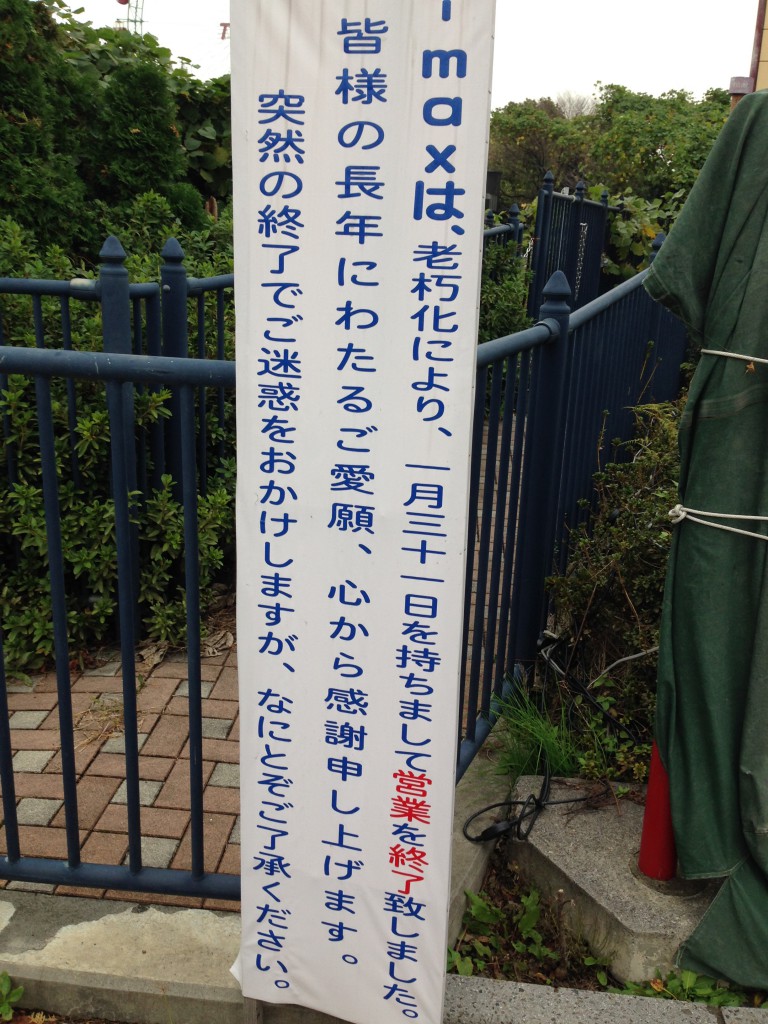 imaxは、老朽化により、一月三十一日を持ちまして営業を終了致しました。
皆様の長年にわたるご愛願、心から感謝申し上げます。
突然の終了でご迷惑をおかけしますが、なにとぞご了承ください。